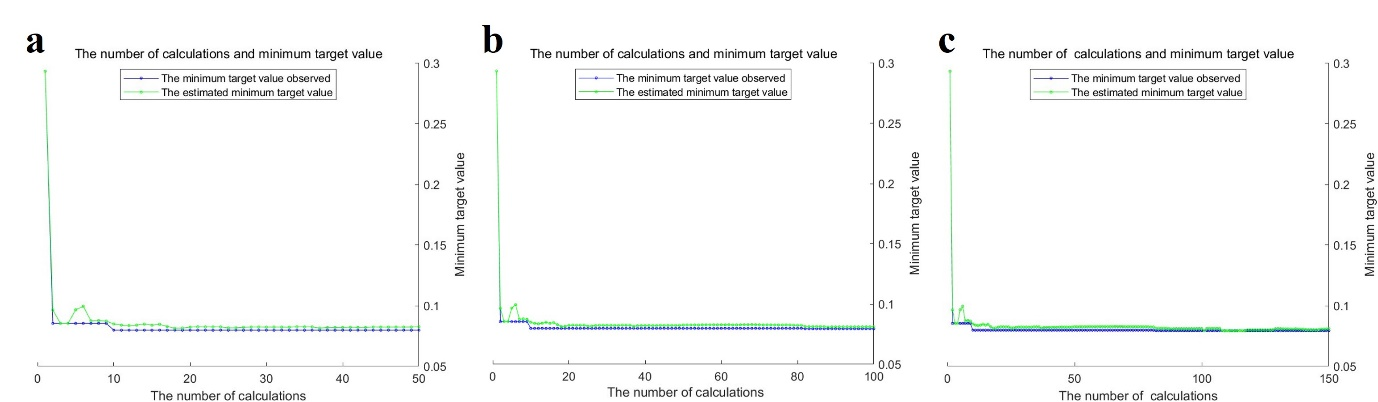 a
The number of calculations and minimum target value
The minimum target value observed
The estimated minimum target value
0.3
0.25
0.2
0.15
0.1
0.05
Minimum target value
0 10 20 30 40 50
The number of calculations
b
The number of calculations and minimum target value
The minimum target value observed
The estimated minimum target value
0.3
0.25
0.2
0.15
0.1
0.05
Minimum target value
0 20 40 60 80 100
The number of calculations
c
The number of calculations and minimum target value
The minimum target value observed
The estimated minimum target value
0.3
0.25
0.2
0.15
0.1
0.05
Minimum target value
0 50 100 150
The number of calculations